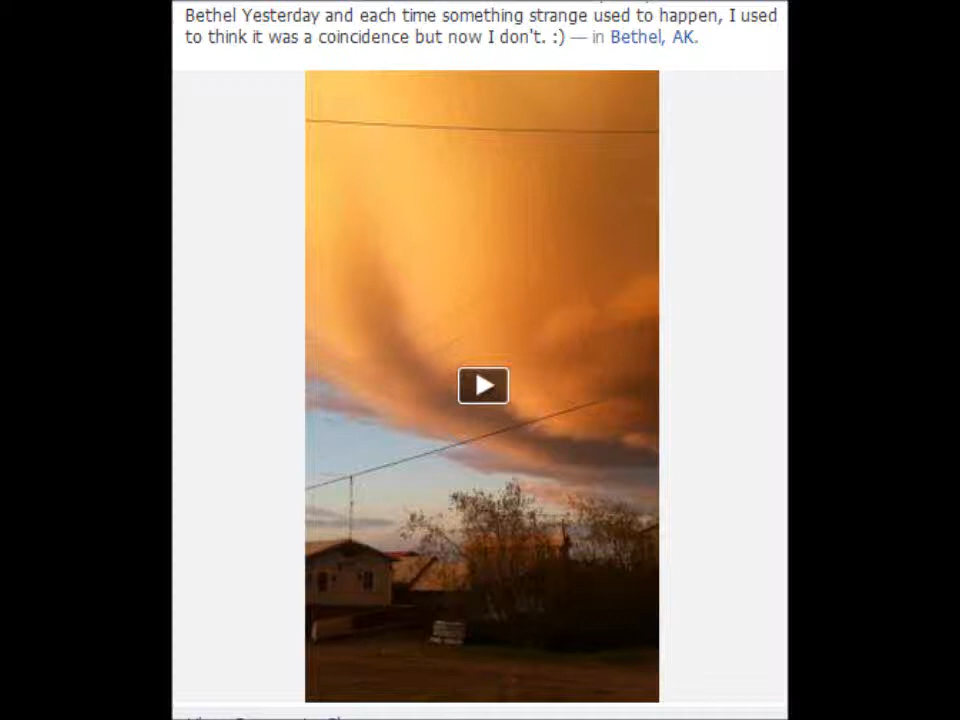 Bethel Yesterday and each time something strange used to happen, I used
to think it was a coincidence but now I don't. :) — in Bethel, AK.